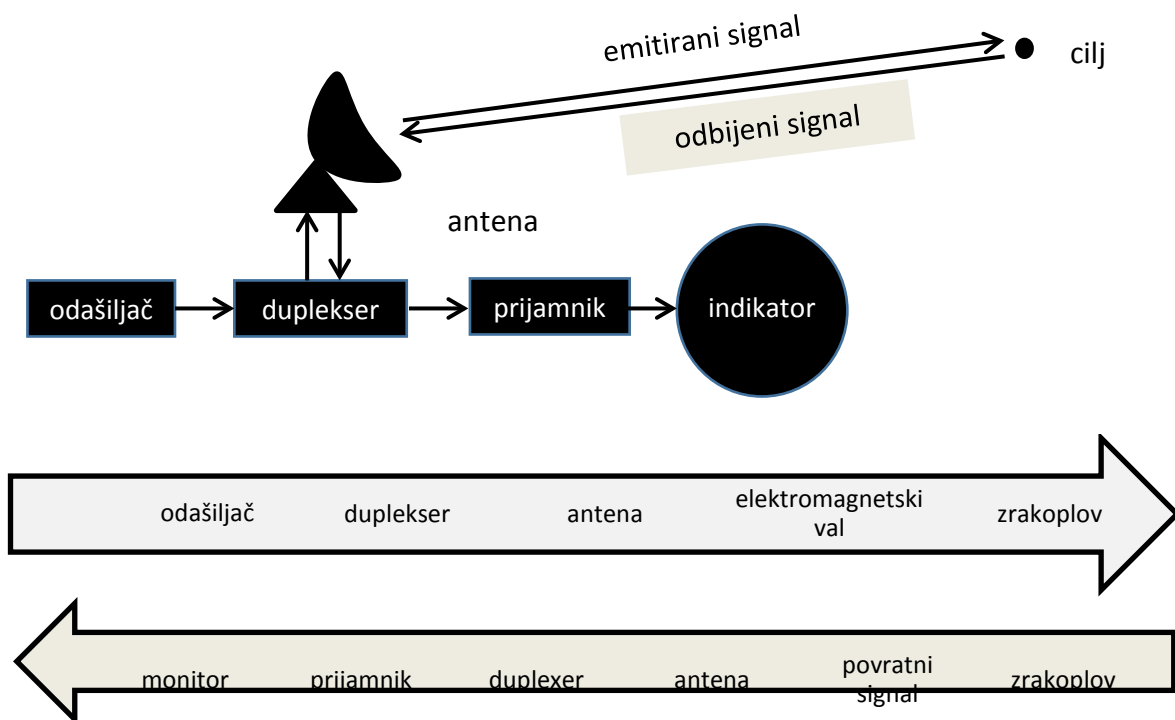 emitirani signal
cilj
odbijeni signal
antena
odašiljač
duplekser
prijamnik
indikator
odašiljač duplekser antena elektromagnetski val zrakoplov
monitor prijamnik duplexer antena povratni signal zrakoplov